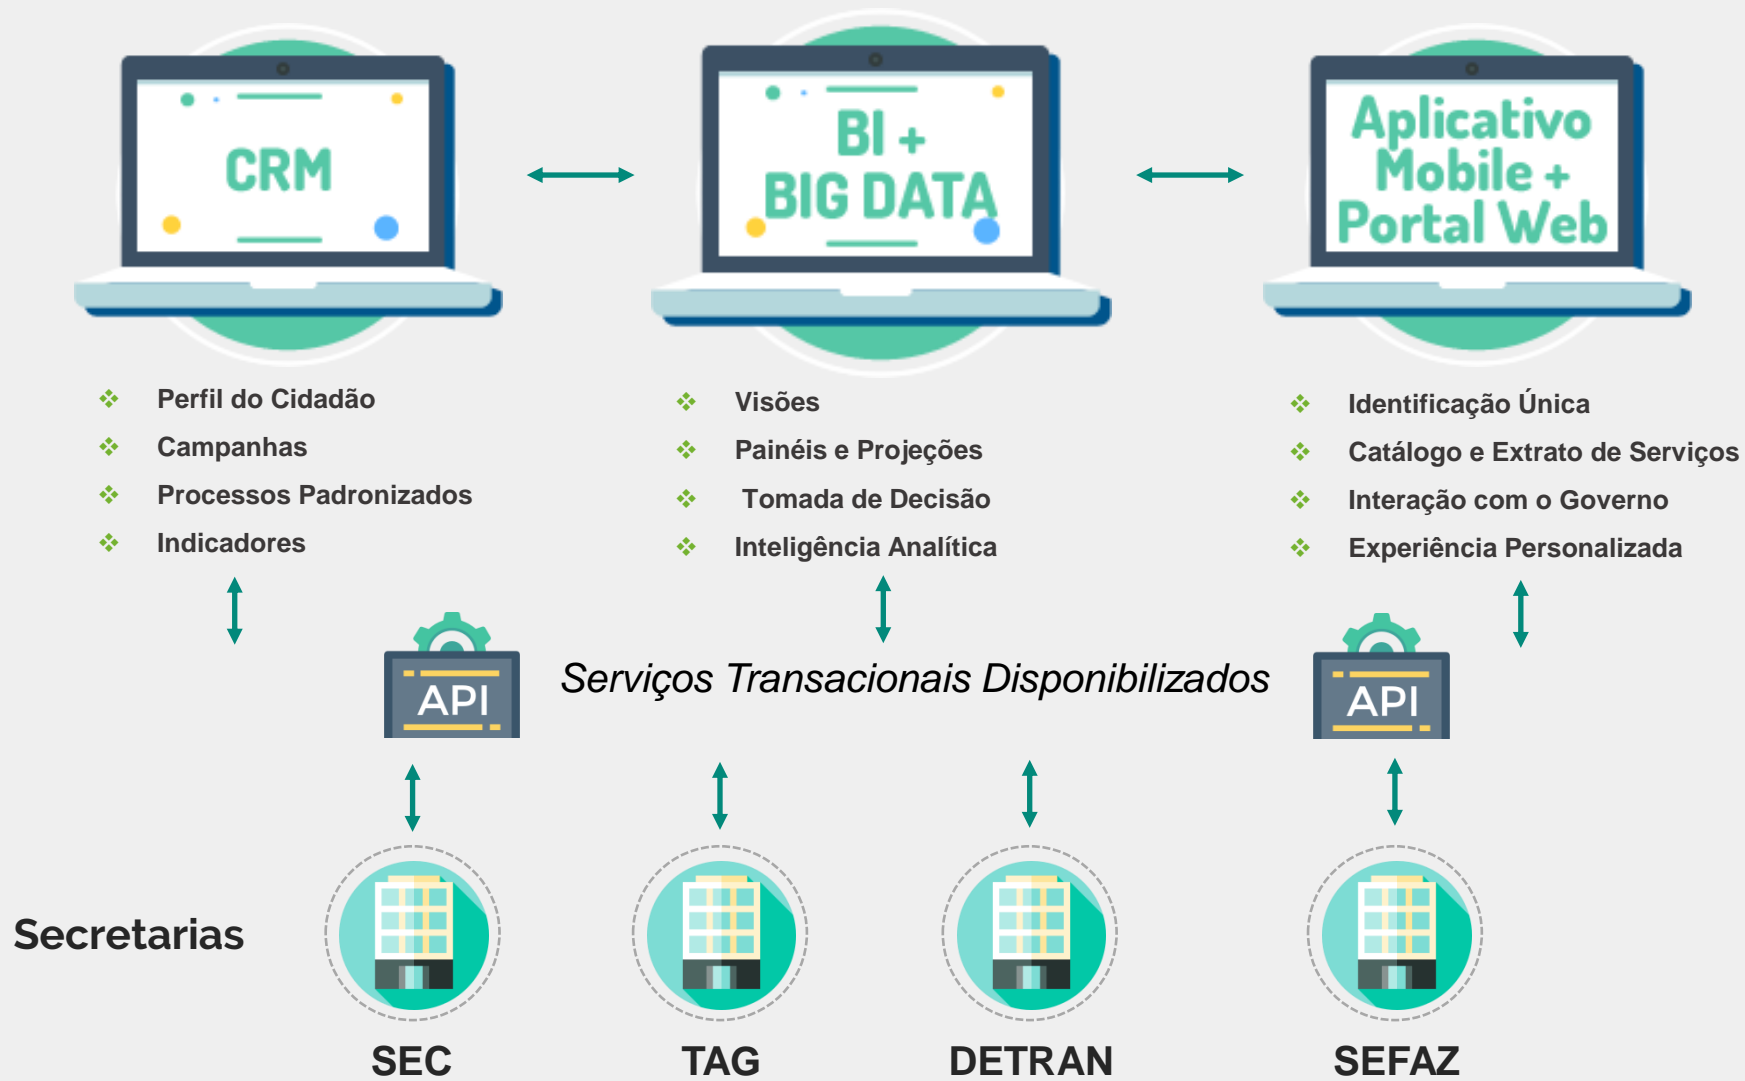 CRM
BI +
BIG DATA
Aplicativo
Mobile +
Portal Web
Perfil do Cidadão
Campanhas
Processos Padronizados
Indicadores
Visões
Painéis e Projeções
Tomada de Decisão
Inteligência Analítica
Identificação Única
Catálogo e Extrato de Serviços
Interação com o Governo
Experiência Personalizada
API
Serviços Transacionais Disponibilizados
API
Secretarias
SEC
TAG
DETRAN
SEFAZ